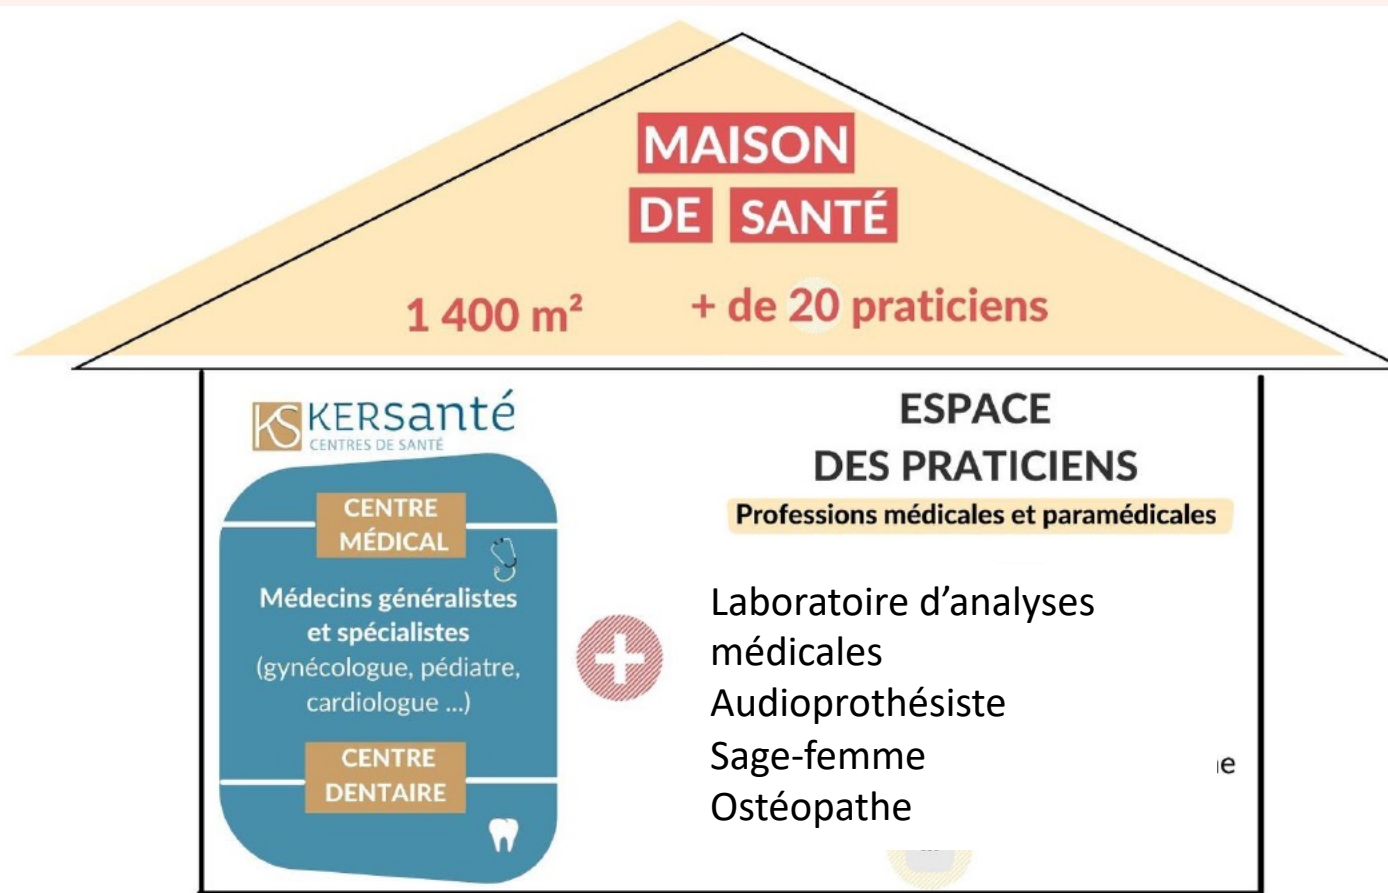 MAISON
DE SANTÉ
1 400 m²
+ de 20 praticiens
KS KERSanté
CENTRES DE SANTÉ
CENTRE
MÉDICAL
Médecins généralistes
et spécialistes
(gynécologue, pédiatre,
cardiologue ...)
CENTRE
DENTAIRE
ESPACE
DES PRATICIENS
Professions médicales et paramédicales
Laboratoire d’analyses
médicales
Audioprothésiste
Sage-femme
Ostéopathe